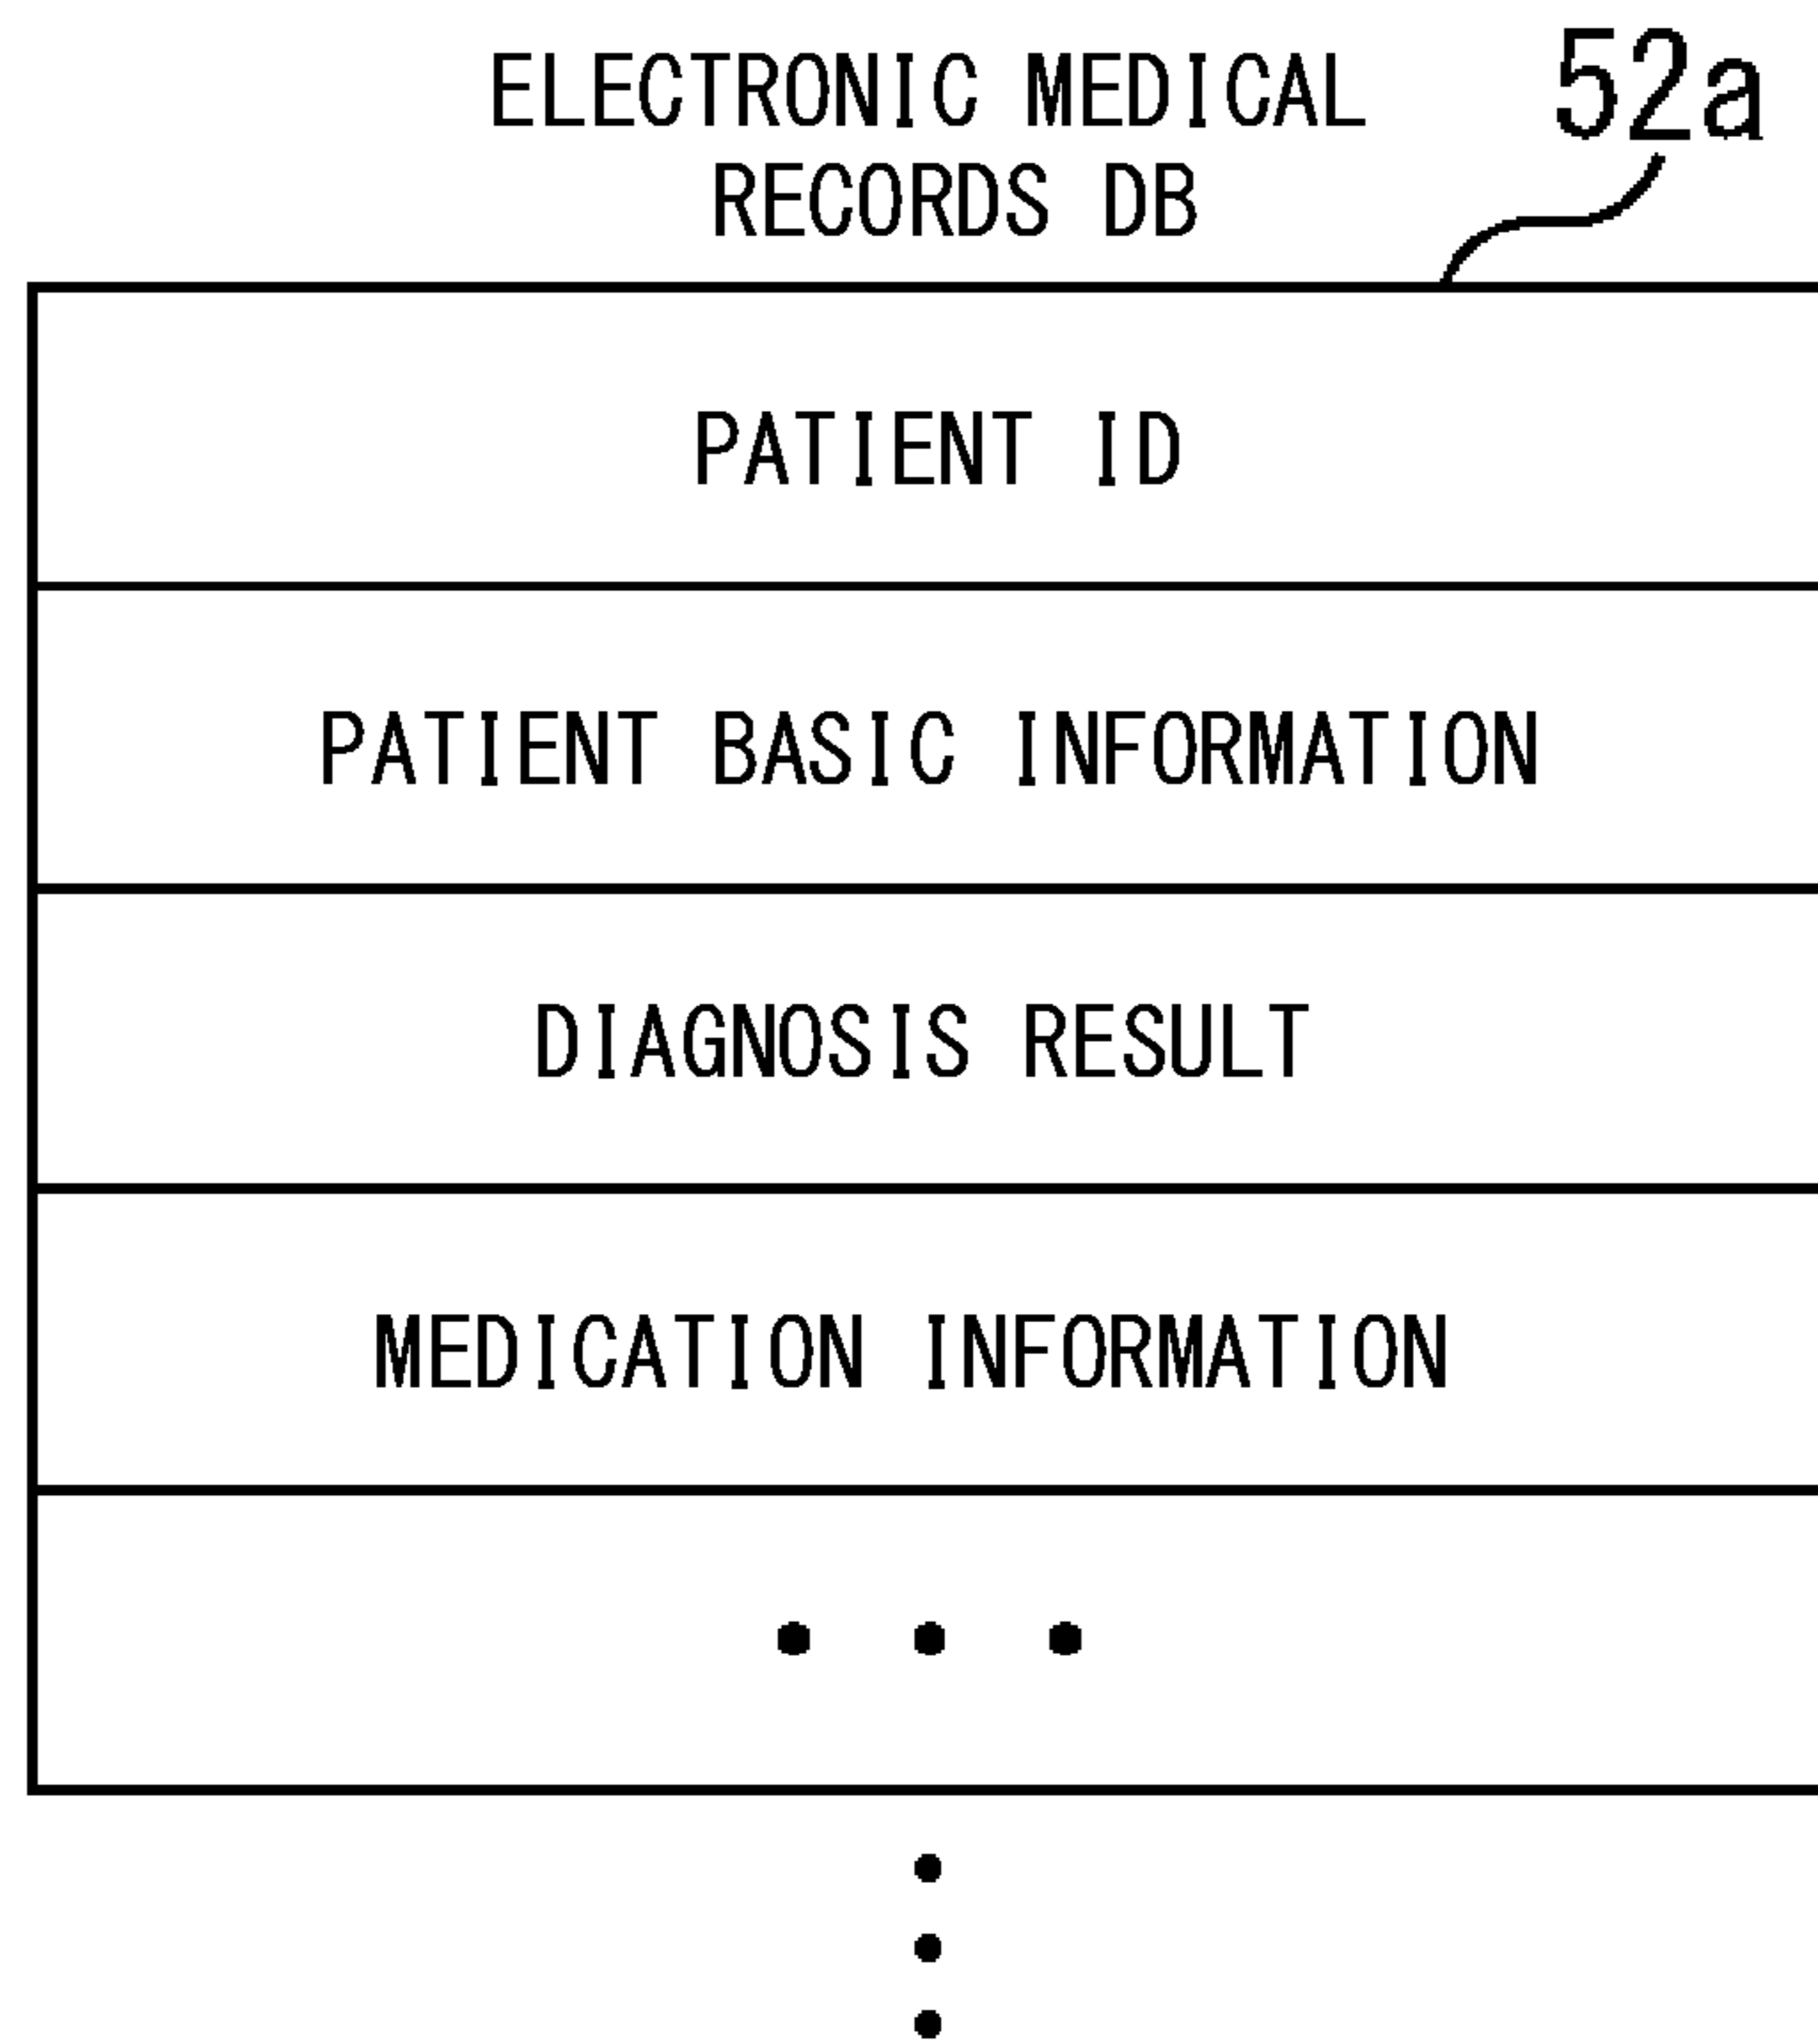 ELECTRONIC MEDICAL
RECORDS DB
52a
PATIENT ID
PATIENT BASIC INFORMATION
DIAGNOSIS RESULT
MEDICATION INFORMATION
• • •